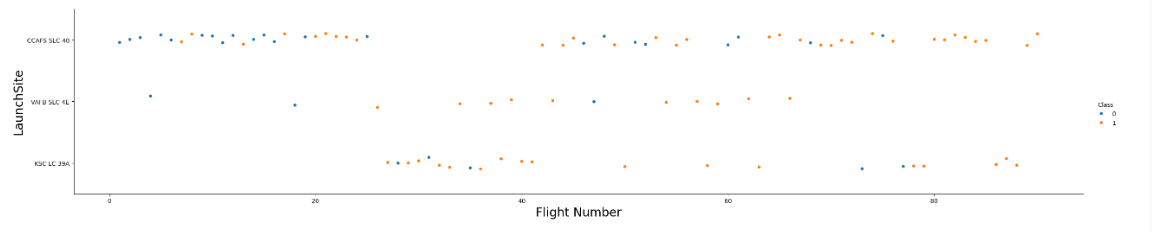 LaunchSite
CCAFS SLC 40
VAFB SLC 4E
KSC LC 39A
0
20
40
60
80
Flight Number
Class
0
1